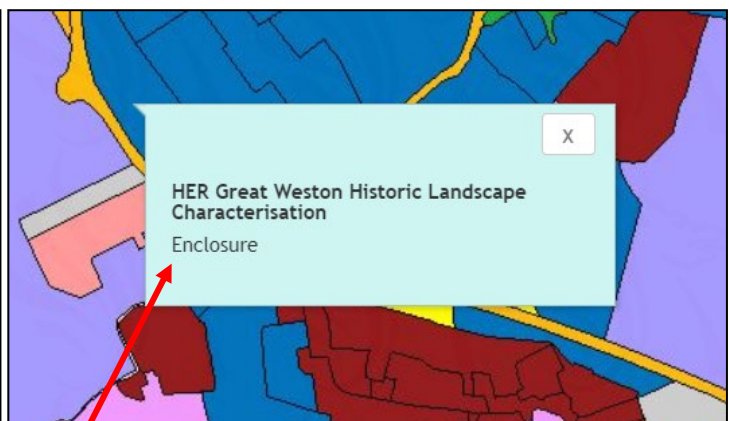 X
HER Great Weston Historic Landscape
Characterisation
Enclosure